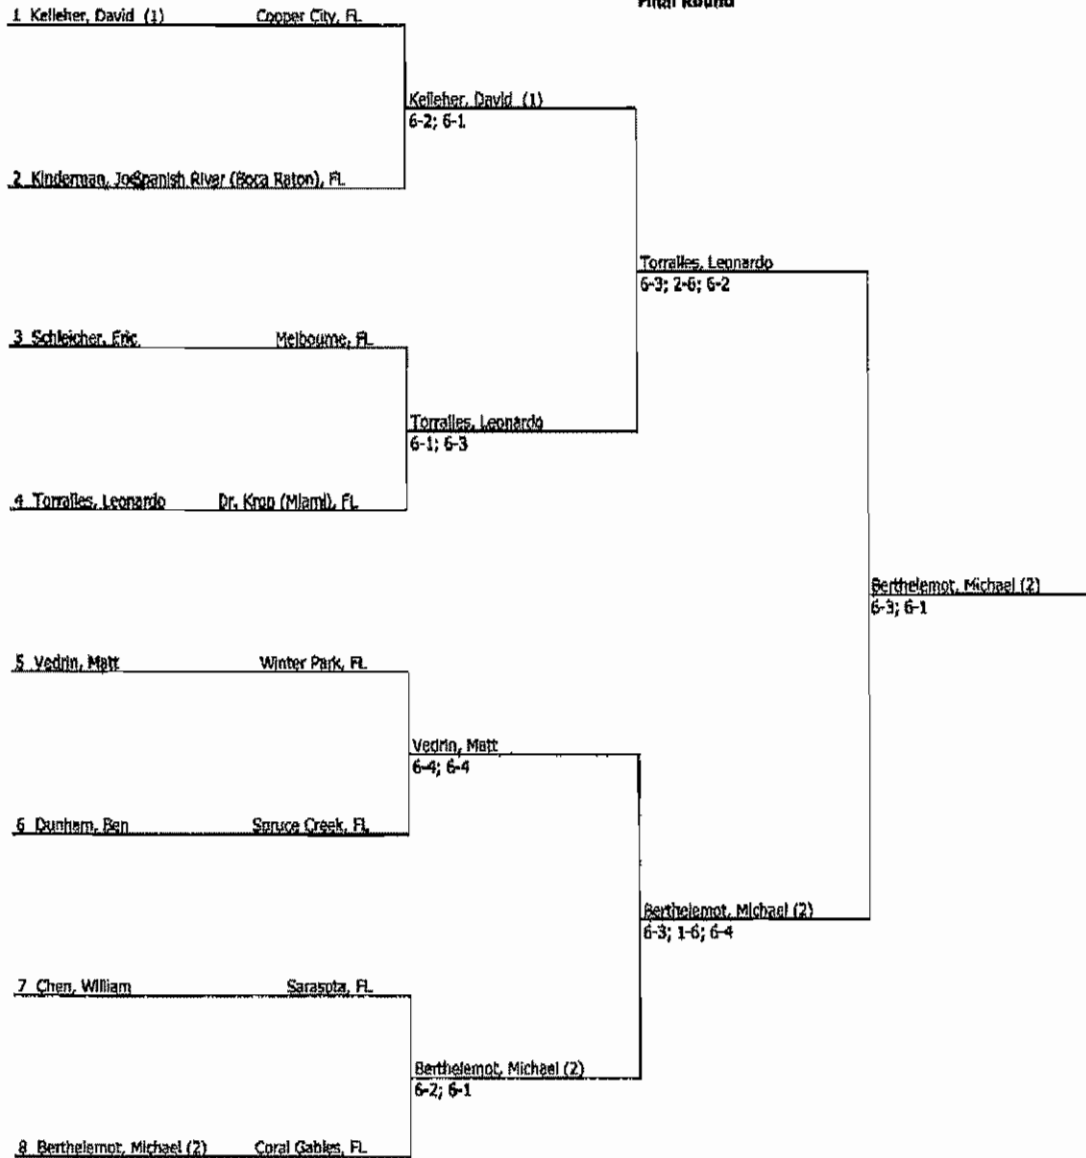 Final Round
1 Kelleher, David (1) Cooper City, FL
Kelleher, David (1)
6-2; 6-1
2 Kinderman, JoeSpanish River (Boca Raton), FL
Torralles, Leonardo
6-3; 2-6; 6-2
3 Schleicher, Eric Melbourne, FL
Torralles, Leonardo
6-1; 6-3
4 Torralles, Leonardo Dr. Krop (Miami), FL
Berthelemot, Michael (2)
6-3; 6-1
5 Vedrin, Matt Winter Park, FL
Vedrin, Matt
6-4; 6-4
6 Dunham, Ben Spruce Creek, FL
Berthelemot, Michael (2)
6-3; 1-6; 6-4
7 Chen, William Sarasota, FL
Berthelemot, Michael (2)
6-2; 6-1
8 Berthelemot, Michael (2) Coral Gables, FL